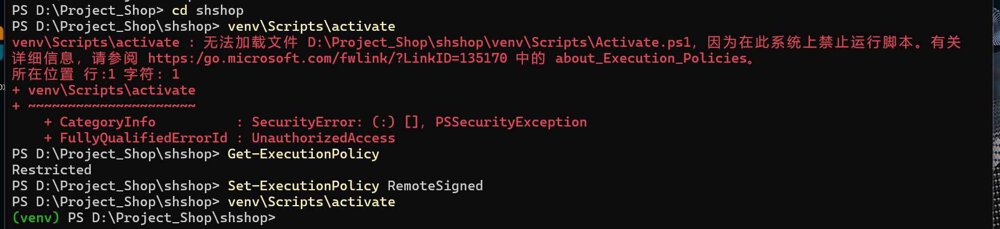 PS D:\Project_Shop> cd shshop
PS D:\Project_Shop\shshop> venv\Scripts\activate
venv\Scripts\activate : 无法加载文件 D:\Project_Shop\shshop\venv\Scripts\Activate.ps1，因为在此系统上禁止运行脚本。有关
详细信息，请参阅 https:/go.microsoft.com/fwlink/?LinkID=135170 中的 about_Execution_Policies。
所在位置 行:1 字符: 1
+ venv\Scripts\activate
+ ~~~~~~~~~~~~~~~~~~~~~
    + CategoryInfo          : SecurityError: (:) [], PSSecurityException
    + FullyQualifiedErrorId : UnauthorizedAccess
PS D:\Project_Shop\shshop> Get-ExecutionPolicy
Restricted
PS D:\Project_Shop\shshop> Set-ExecutionPolicy RemoteSigned
PS D:\Project_Shop\shshop> venv\Scripts\activate
(venv) PS D:\Project_Shop\shshop>